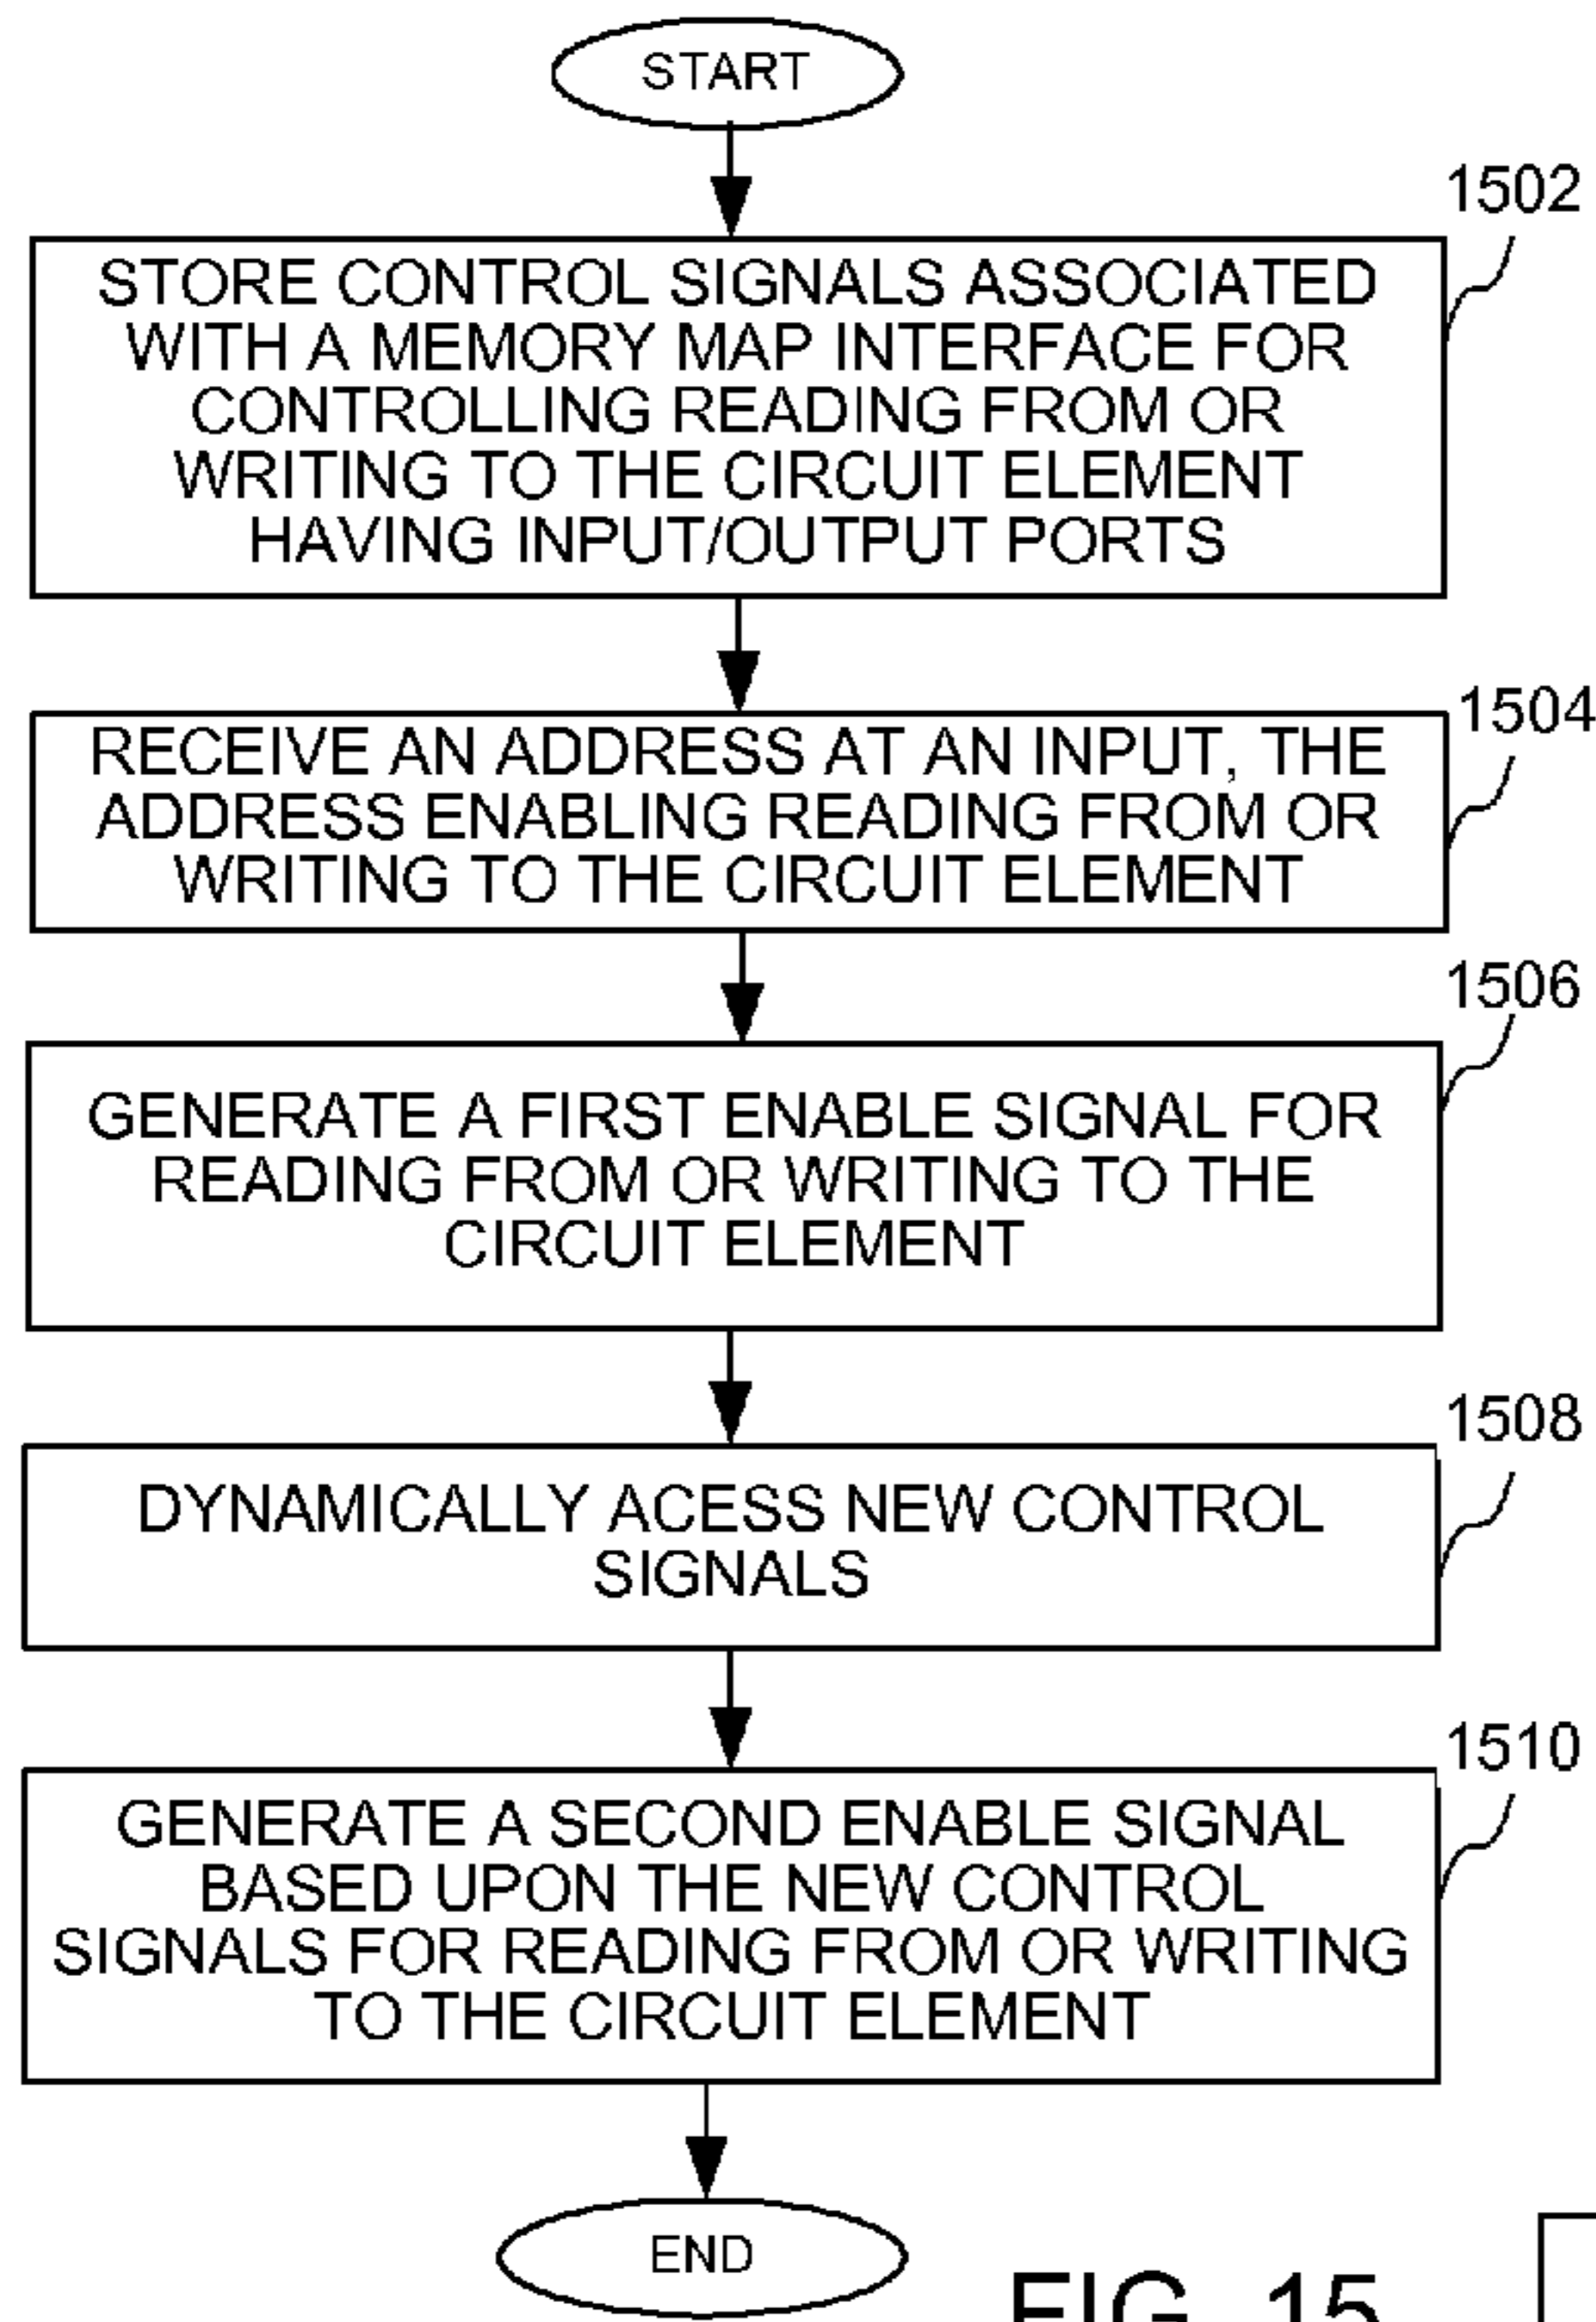 START
1502
STORE CONTROL SIGNALS ASSOCIATED
WITH A MEMORY MAP INTERFACE FOR
CONTROLLING READING FROM OR
WRITING TO THE CIRCUIT ELEMENT
HAVING INPUT/OUTPUT PORTS
1504
RECEIVE AN ADDRESS AT AN INPUT, THE
ADDRESS ENABLING READING FROM OR
WRITING TO THE CIRCUIT ELEMENT
1506
GENERATE A FIRST ENABLE SIGNAL FOR
READING FROM OR WRITING TO THE
CIRCUIT ELEMENT
1508
DYNAMICALLY ACESS NEW CONTROL
SIGNALS
1510
GENERATE A SECOND ENABLE SIGNAL
BASED UPON THE NEW CONTROL
SIGNALS FOR READING FROM OR WRITING
TO THE CIRCUIT ELEMENT
END
FIG. 15